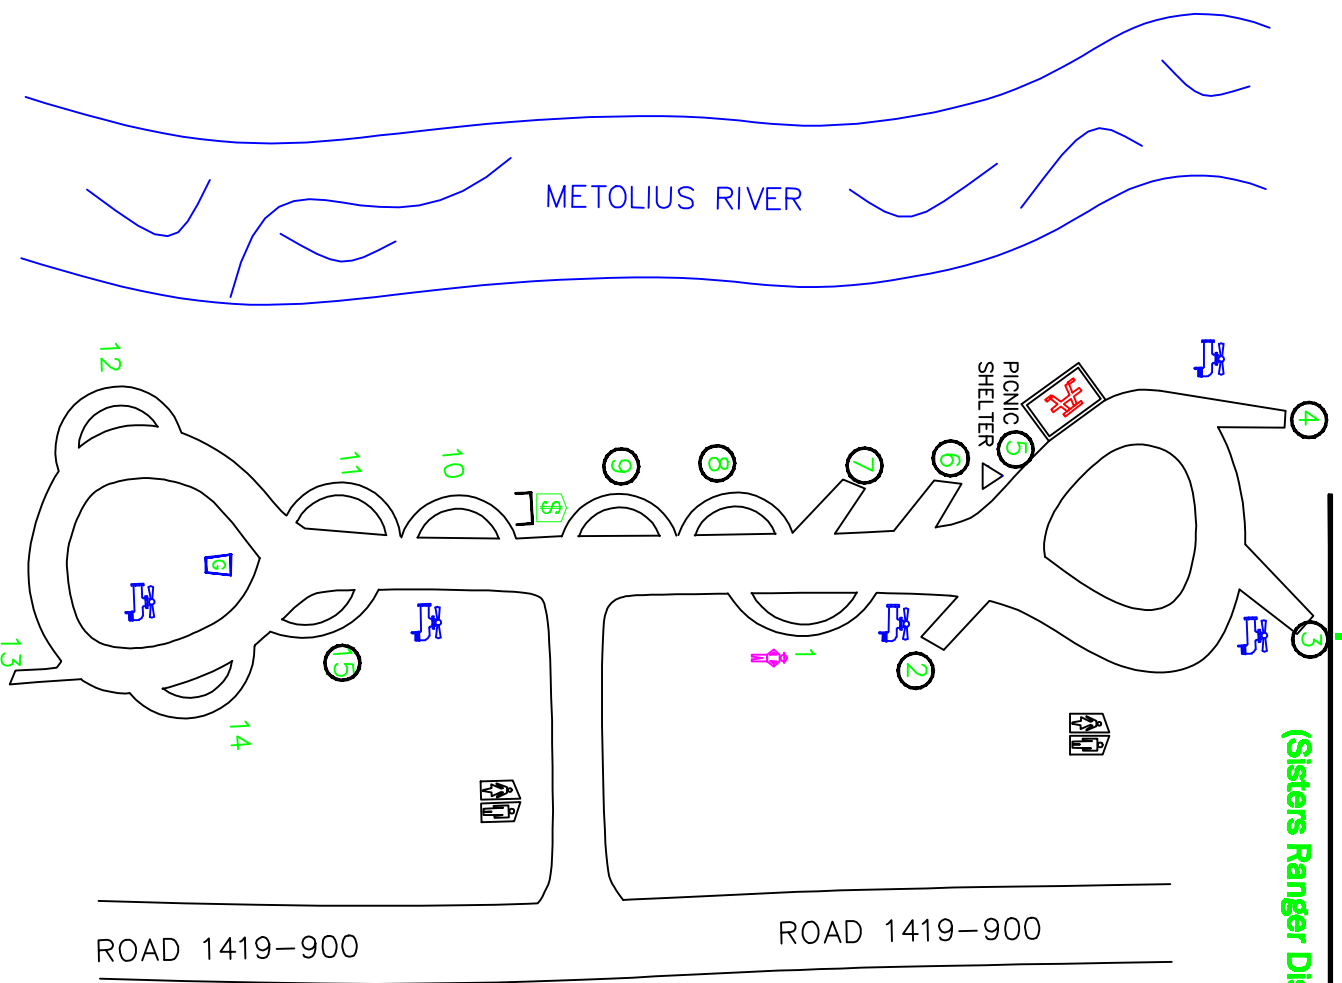 METOLIUS RIVER
12
PICNIC
SHELTER
4
11
10
9
8
7
6
5
$
G
13
15
1
2
3
14
(Sisters Ranger Di
ROAD 1419-900
ROAD 1419-900